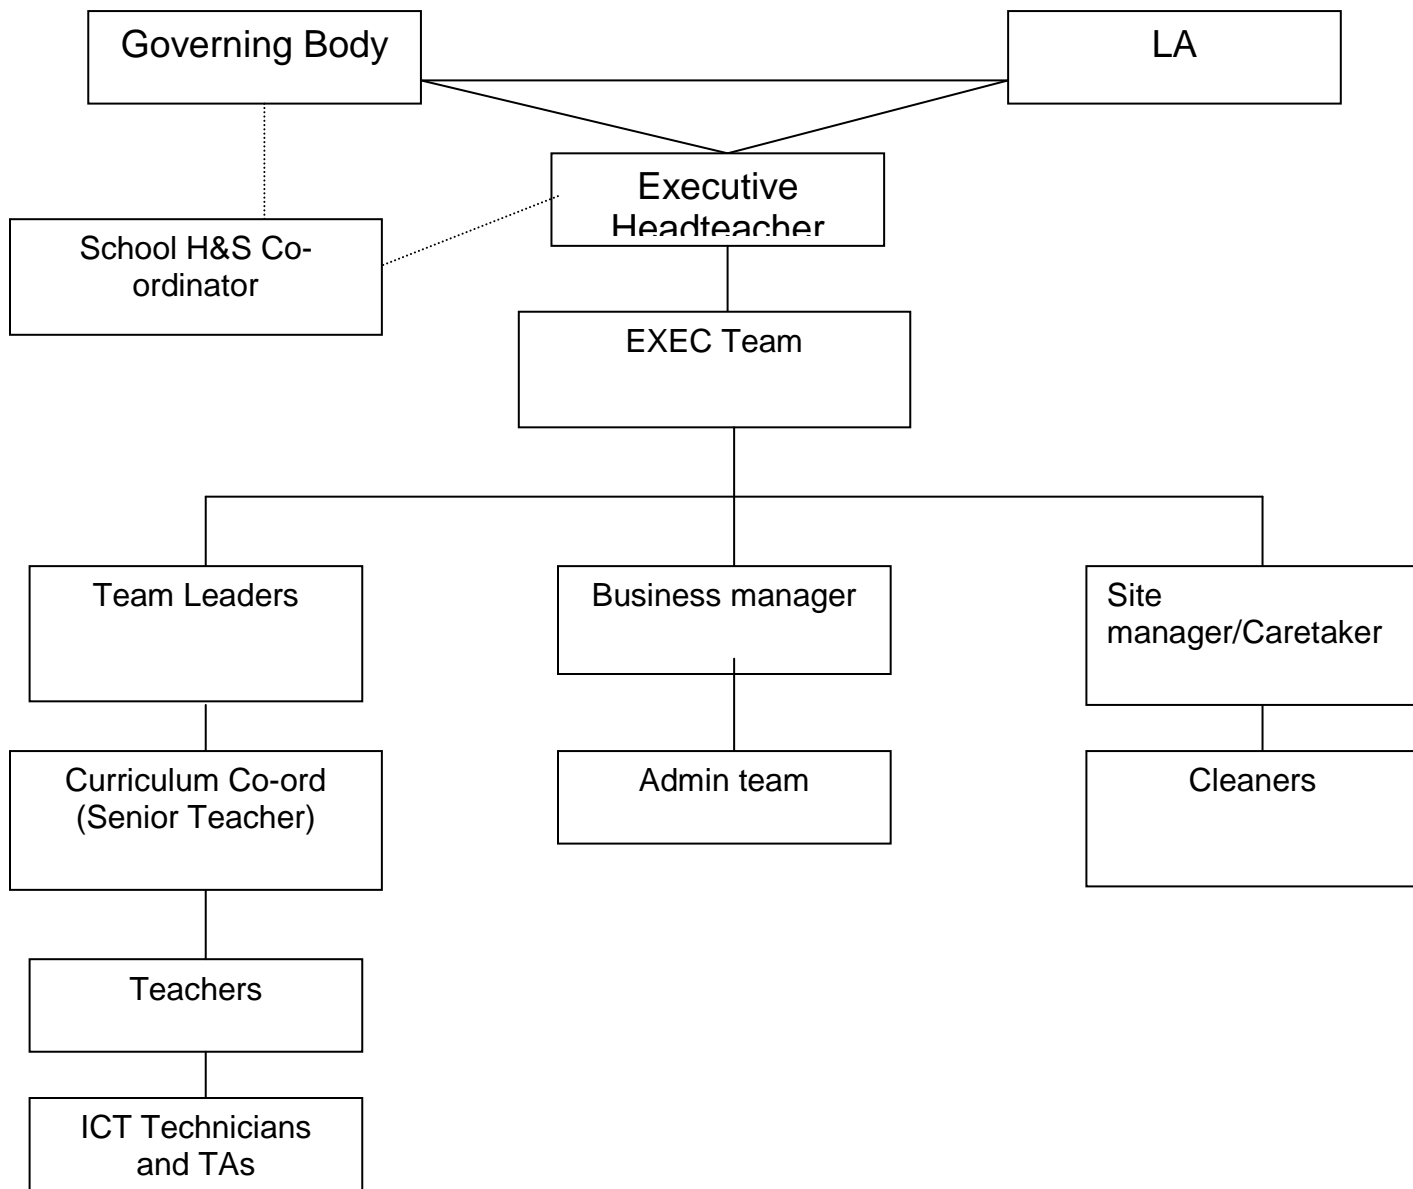 Governing Body
LA
Executive
Headteacher
School H&S Co-
ordinator
EXEC Team
Team Leaders
Business manager
Site
manager/Caretaker
Curriculum Co-ord
(Senior Teacher)
Admin team
Cleaners
Teachers
ICT Technicians
and TAs